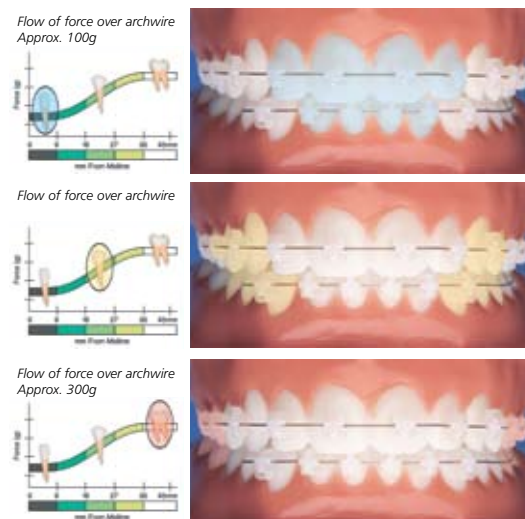 Flow of force over archwire
Approx. 100g
Force (g)
mm From Midline
Flow of force over archwire
Force (g)
mm From Midline
Flow of force over archwire
Approx. 300g
Force (g)
mm From Midline